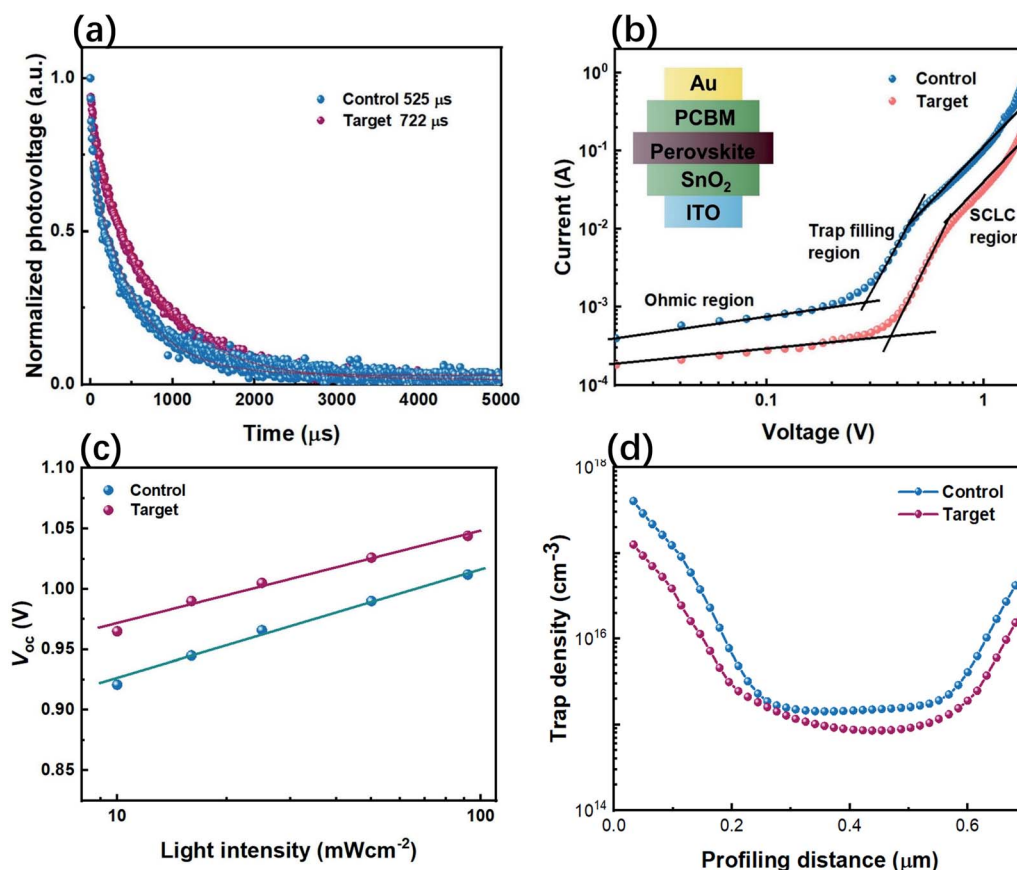 (a)
Normalized photovoltage (a.u.)
1.0
0.5
0.0
Control 525 μs
Target 722 μs
0 1000 2000 3000 4000 5000
Time (μs)
(b)
Current (A)
10⁰
10⁻¹
10⁻²
10⁻³
10⁻⁴
Au
PCBM
Perovskite
SnO₂
ITO
Control
Target
Trap filling
region
SCLC
region
Ohmic region
0.1 1
Voltage (V)
(c)
Voc (V)
1.10
1.05
1.00
0.95
0.90
0.85
Control
Target
10 100
Light intensity (mWcm⁻²)
(d)
Trap density (cm⁻³)
10¹⁸
10¹⁶
10¹⁴
Control
Target
0.0 0.2 0.4 0.6
Profiling distance (μm)